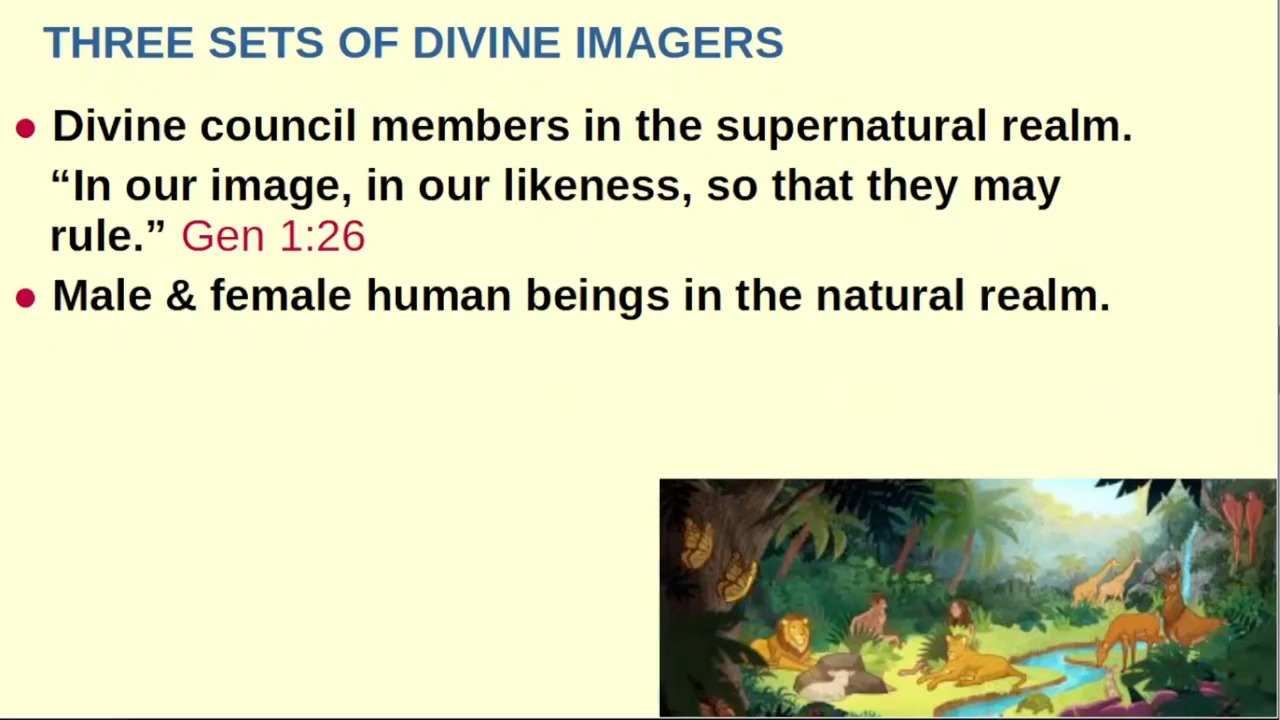 THREE SETS OF DIVINE IMAGERS
● Divine council members in the supernatural realm.
“In our image, in our likeness, so that they may
rule.” Gen 1:26
● Male & female human beings in the natural realm.